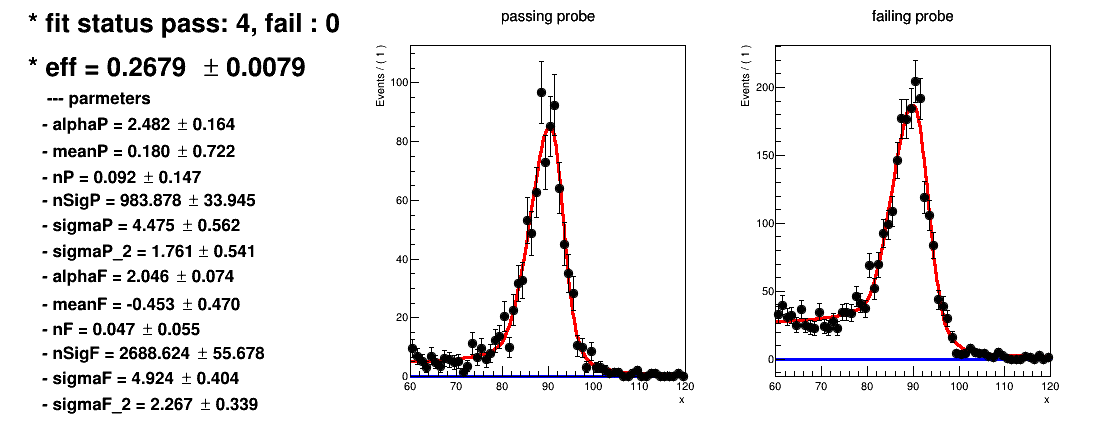 * fit status pass: 4, fail : 0
* eff = 0.2679 ± 0.0079
--- parmeters
- alphaP = 2.482 ± 0.164
- meanP = 0.180 ± 0.722
- nP = 0.092 ± 0.147
- nSigP = 983.878 ± 33.945
- sigmaP = 4.475 ± 0.562
- sigmaP_2 = 1.761 ± 0.541
- alphaF = 2.046 ± 0.074
- meanF = -0.453 ± 0.470
- nF = 0.047 ± 0.055
- nSigF = 2688.624 ± 55.678
- sigmaF = 4.924 ± 0.404
- sigmaF_2 = 2.267 ± 0.339
passing probe
Events / ( 1 )
100
80
60
40
20
0
60 70 80 90 100 110 120
x
failing probe
Events / ( 1 )
200
150
100
50
0
60 70 80 90 100 110 120
x